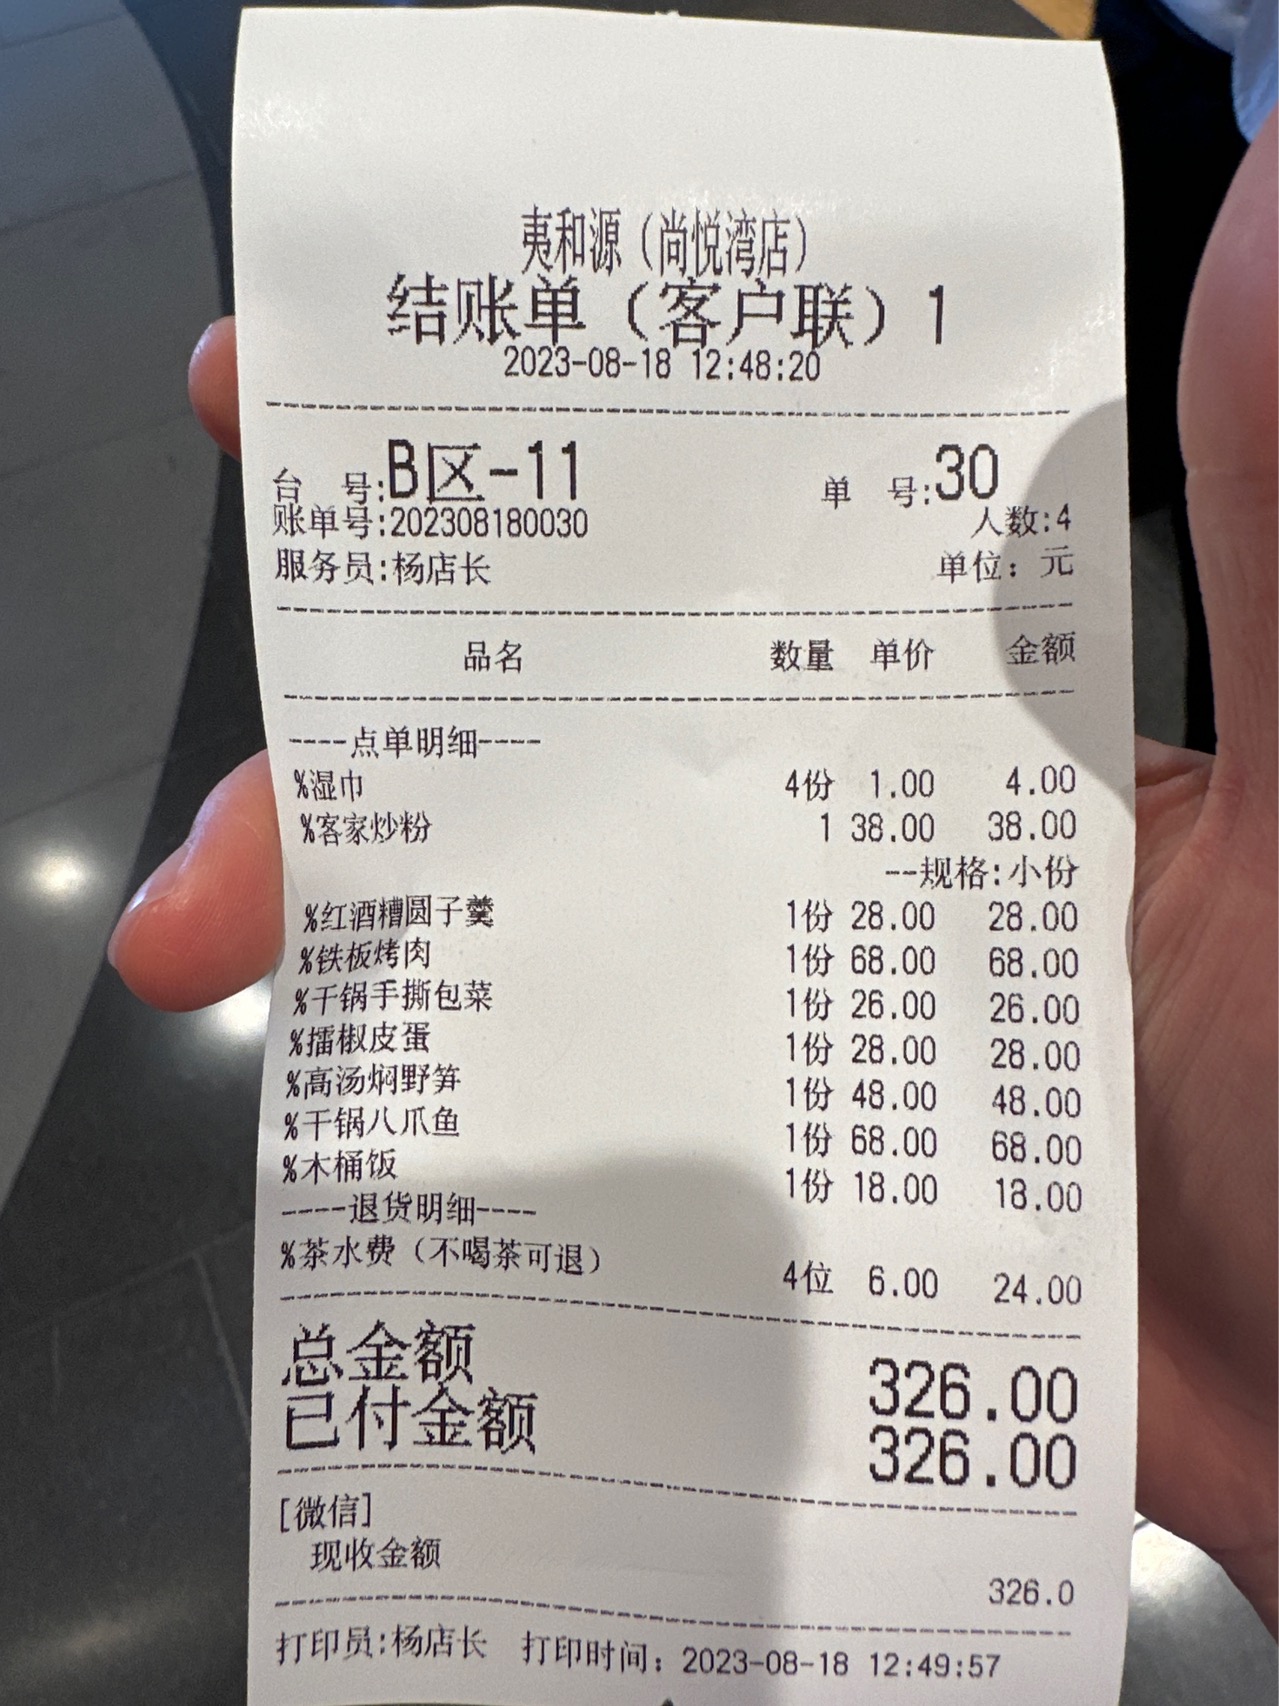 夷和源（尚悦湾店）
结账单（客户联）1
2023-08-18 12:48:20
台 号:B区-11 单 号:30
账单号:202308180030 人数:4
服务员:杨店长 单位：元
品名 数量 单价 金额
----点单明细----
%湿巾 4份 1.00 4.00
%客家炒粉 1 38.00 38.00
--规格:小份
%红酒糟圆子羹 1份 28.00 28.00
%铁板烤肉 1份 68.00 68.00
%干锅手撕包菜 1份 26.00 26.00
%擂椒皮蛋 1份 28.00 28.00
%高汤焖野笋 1份 48.00 48.00
%干锅八爪鱼 1份 68.00 68.00
%木桶饭 1份 18.00 18.00
----退货明细----
%茶水费（不喝茶可退） 4位 6.00 24.00
总金额 326.00
已付金额 326.00
[微信]
现收金额 326.0
打印员:杨店长 打印时间：2023-08-18 12:49:57